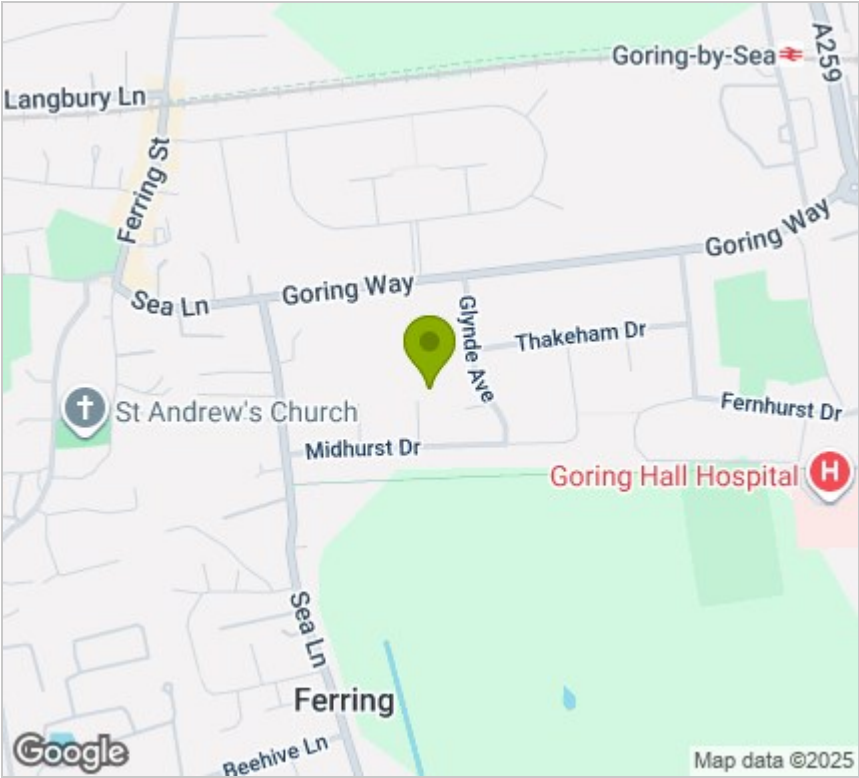 Goring-by-Sea
A259
Langbury Ln
Ferring St
Goring Way
Sea Ln
Goring Way
Glynde Ave
Thakeham Dr
St Andrew's Church
Fernhurst Dr
Midhurst Dr
Goring Hall Hospital
H
Sea Ln
Ferring
Beehive Ln
Google
Map data ©2025